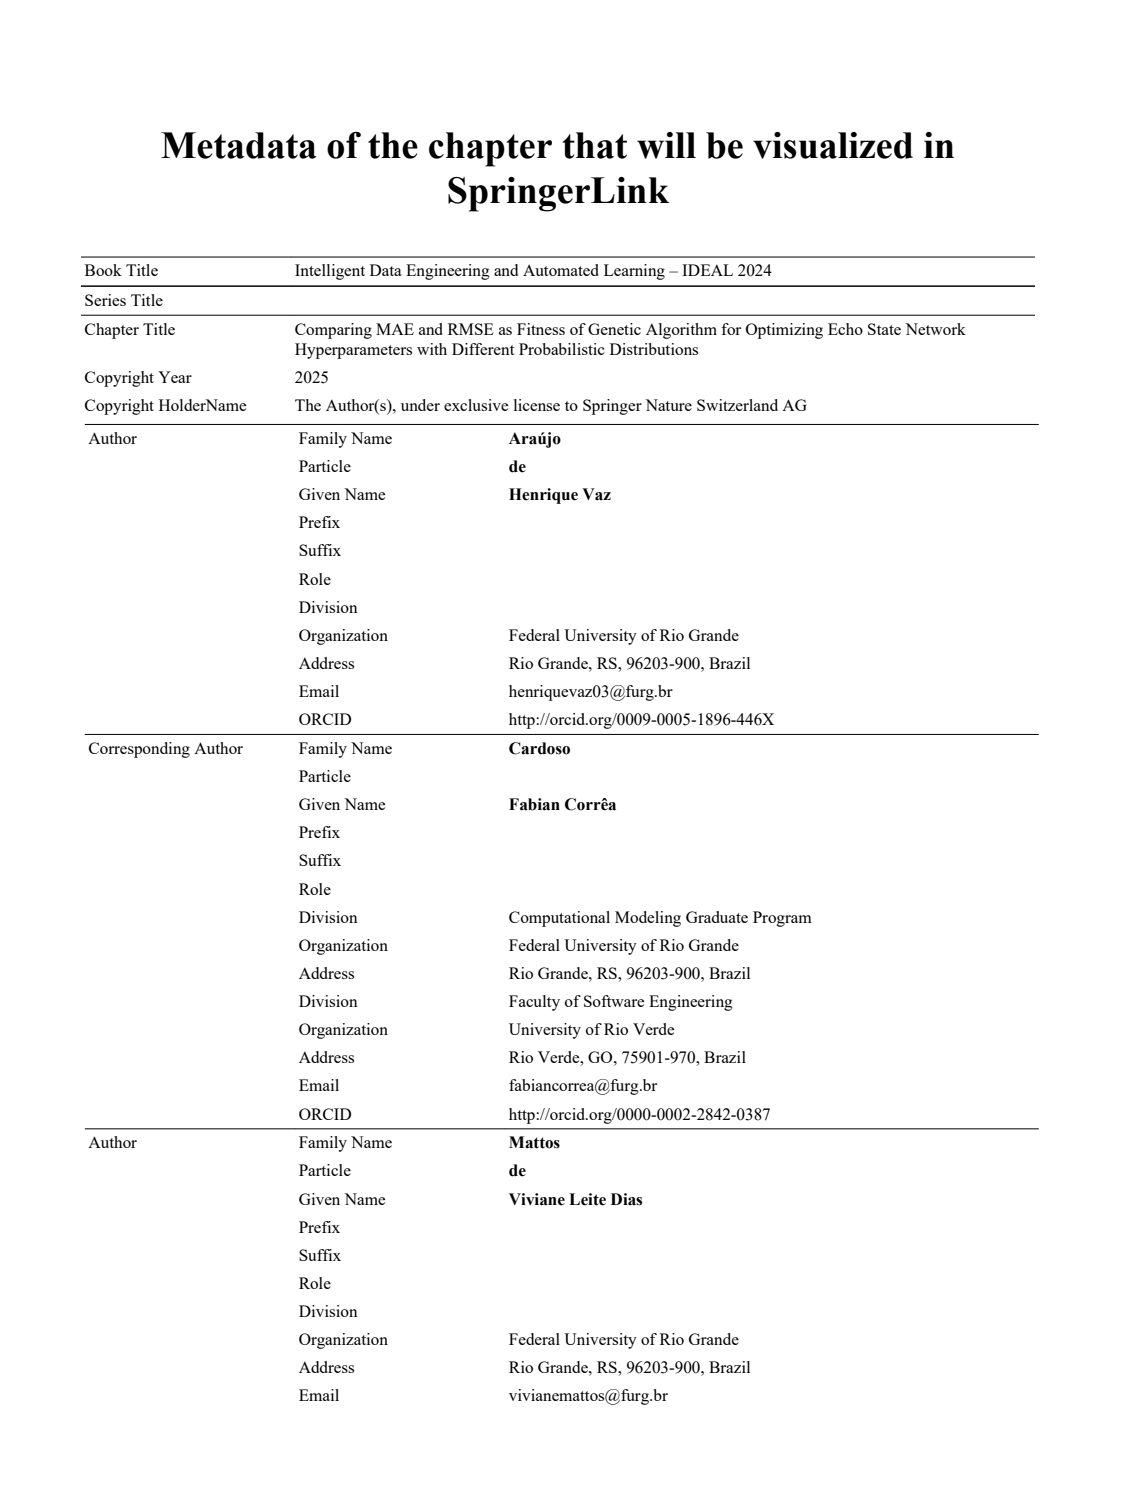 Metadata of the chapter that will be visualized in
SpringerLink
Book Title Intelligent Data Engineering and Automated Learning – IDEAL 2024
Series Title
Chapter Title Comparing MAE and RMSE as Fitness of Genetic Algorithm for Optimizing Echo State Network
Hyperparameters with Different Probabilistic Distributions
Copyright Year 2025
Copyright HolderName The Author(s), under exclusive license to Springer Nature Switzerland AG
Author Family Name Araújo
Particle de
Given Name Henrique Vaz
Prefix
Suffix
Role
Division
Organization Federal University of Rio Grande
Address Rio Grande, RS, 96203-900, Brazil
Email henriquevaz03@furg.br
ORCID http://orcid.org/0009-0005-1896-446X
Corresponding Author Family Name Cardoso
Particle
Given Name Fabian Corrêa
Prefix
Suffix
Role
Division Computational Modeling Graduate Program
Organization Federal University of Rio Grande
Address Rio Grande, RS, 96203-900, Brazil
Division Faculty of Software Engineering
Organization University of Rio Verde
Address Rio Verde, GO, 75901-970, Brazil
Email fabiancorrea@furg.br
ORCID http://orcid.org/0000-0002-2842-0387
Author Family Name Mattos
Particle de
Given Name Viviane Leite Dias
Prefix
Suffix
Role
Division
Organization Federal University of Rio Grande
Address Rio Grande, RS, 96203-900, Brazil
Email vivianemattos@furg.br